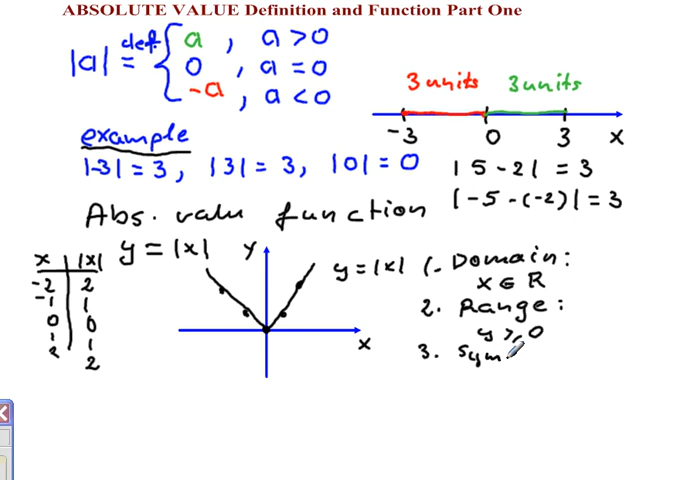 ABSOLUTE VALUE Definition and Function Part One
|a| def= { a , a > 0
0 , a = 0
-a , a < 0
3 units 3 units
-3 0 3 x
example
|-3| = 3, |3| = 3, |0| = 0
|5 - 2| = 3
|-5 - (-2)| = 3
Abs. value function
y = |x|
x |x|
-2 2
-1 1
0 0
1 1
2 2
y
x
y = |x|
1. Domain:
x ∈ R
2. Range:
y ≥ 0
3. Sym